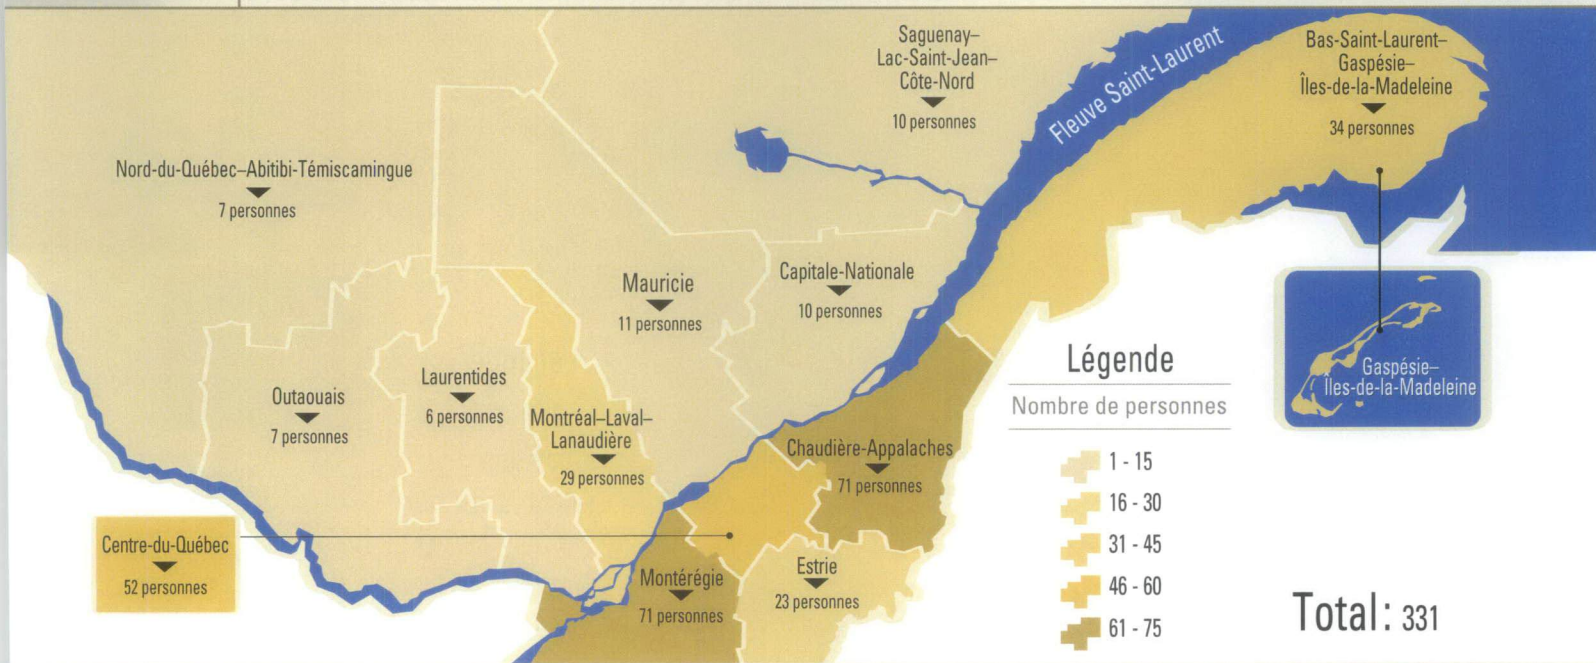 Saguenay–
Lac-Saint-Jean–
Côte-Nord
10 personnes
Fleuve Saint-Laurent
Bas-Saint-Laurent–
Gaspésie–
Îles-de-la-Madeleine
34 personnes
Nord-du-Québec–Abitibi-Témiscamingue
7 personnes
Mauricie
11 personnes
Capitale-Nationale
10 personnes
Outaouais
7 personnes
Laurentides
6 personnes
Montréal–Laval–
Lanaudière
29 personnes
Chaudière-Appalaches
71 personnes
Centre-du-Québec
52 personnes
Montérégie
71 personnes
Estrie
23 personnes
Gaspésie–
Îles-de-la-Madeleine
Légende
Nombre de personnes
1 - 15
16 - 30
31 - 45
46 - 60
61 - 75
Total: 331